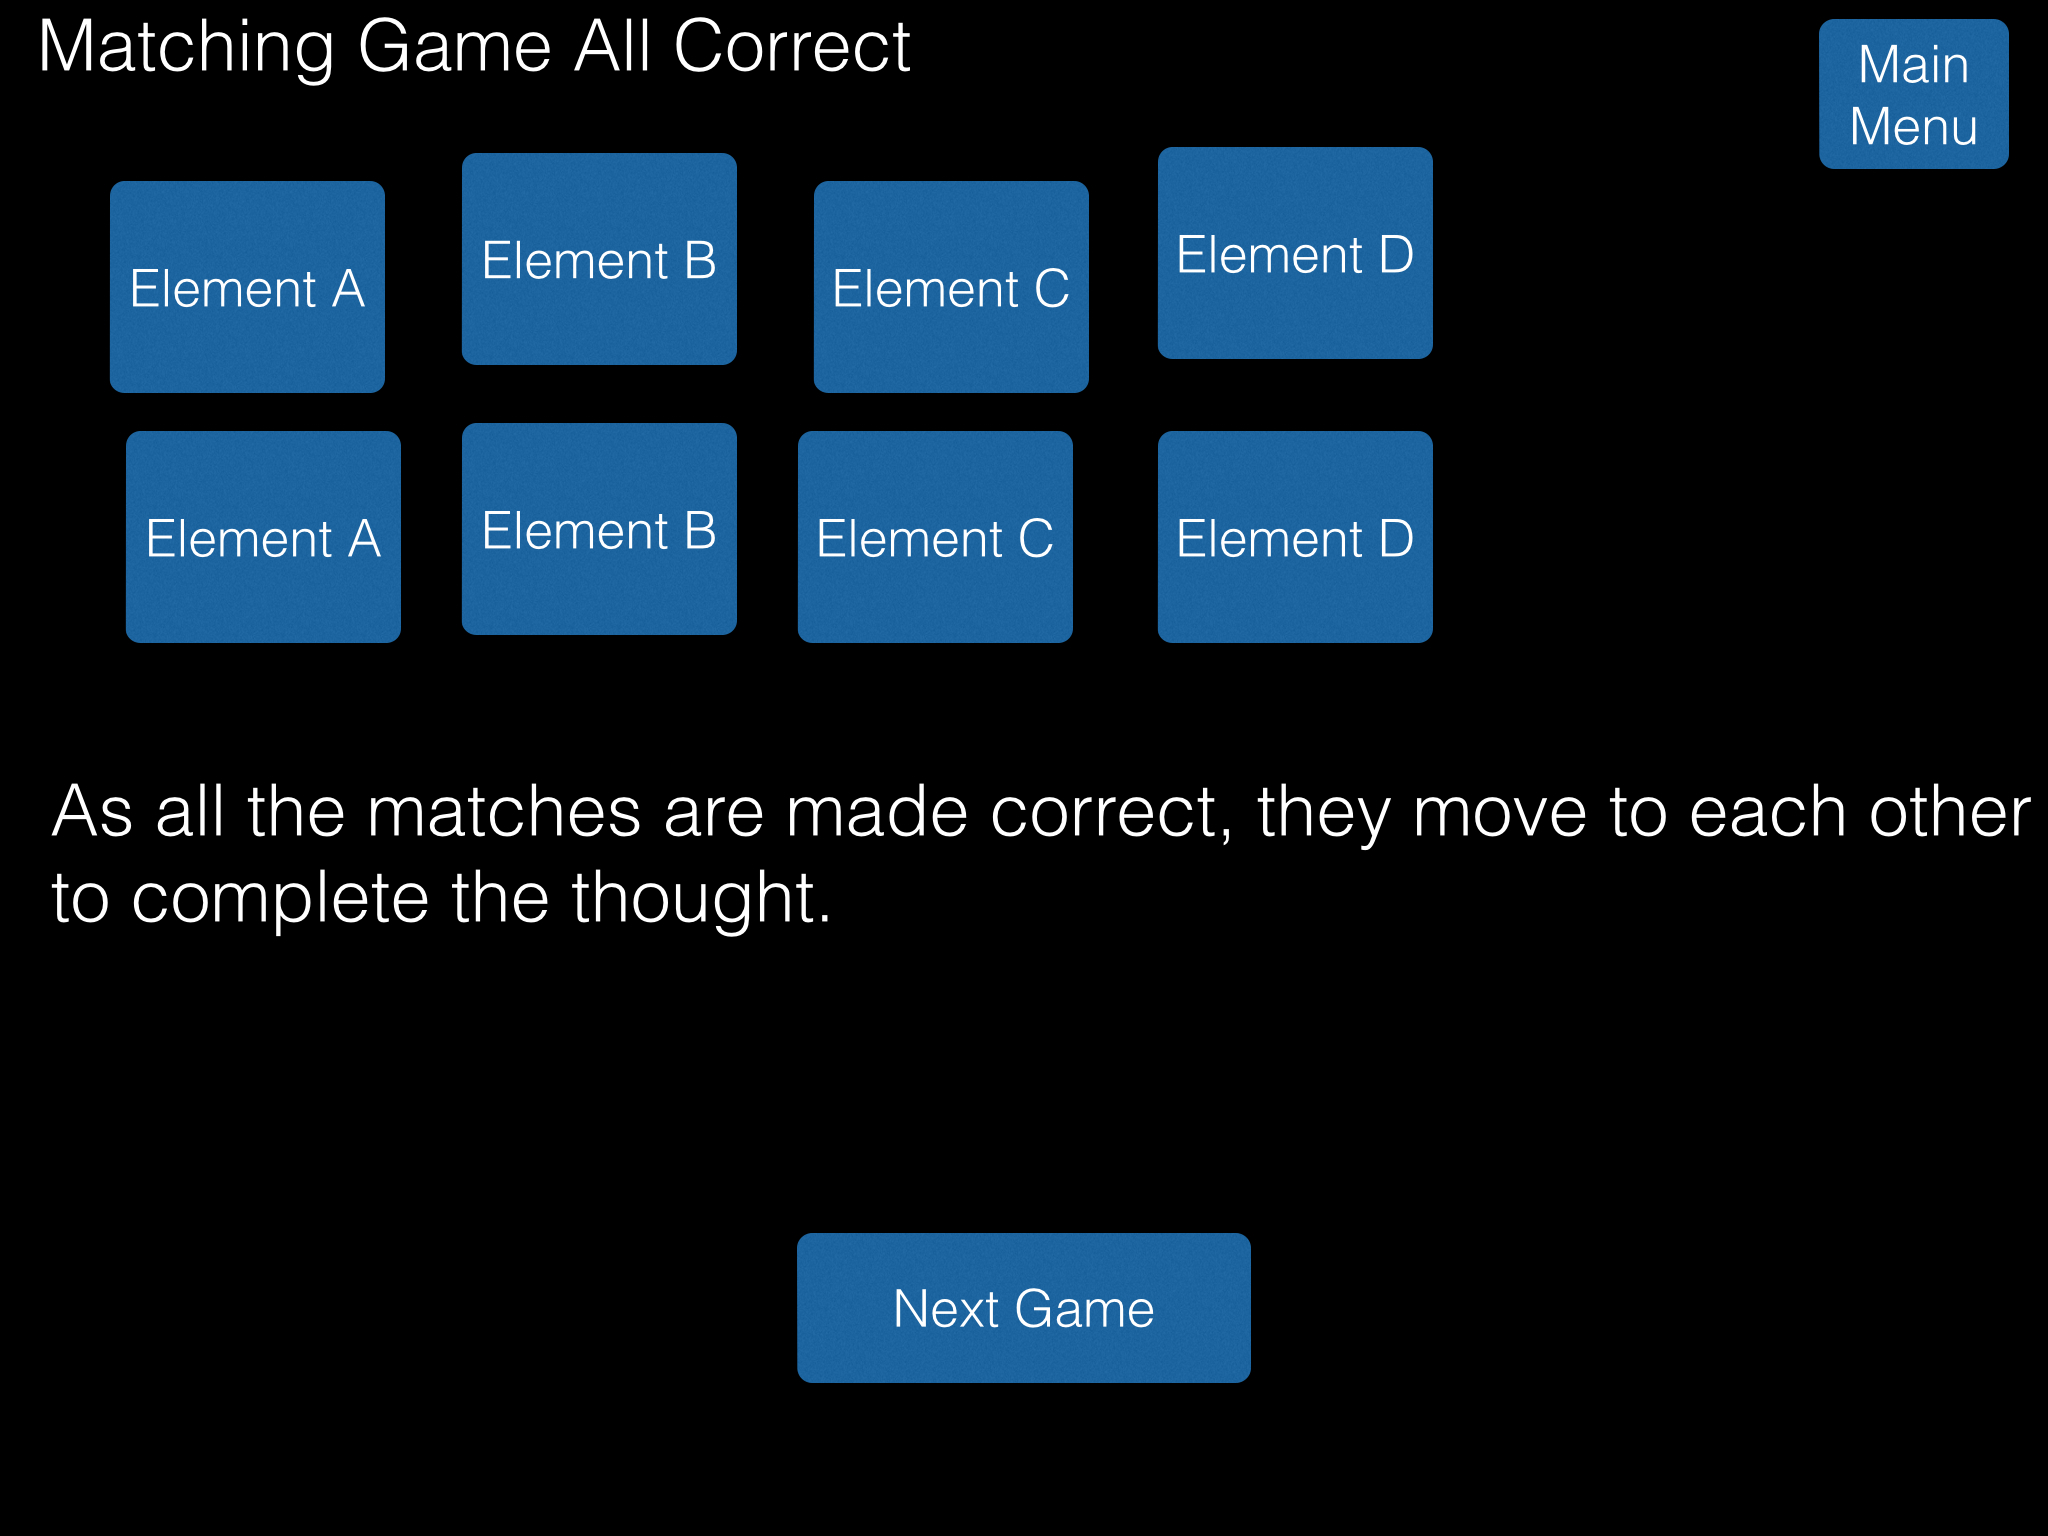 Matching Game All Correct
Main
Menu
Element A
Element B
Element C
Element D
Element A
Element B
Element C
Element D
As all the matches are made correct, they move to each other
to complete the thought.
Next Game